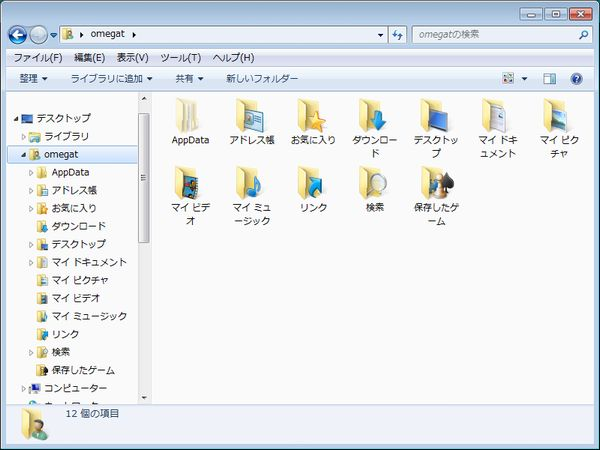 omegat
omegatの検索
ファイル(F) 編集(E) 表示(V) ツール(T) ヘルプ(H)
整理 ライブラリに追加 共有 新しいフォルダー
デスクトップ
ライブラリ
omegat
AppData
アドレス帳
お気に入り
ダウンロード
デスクトップ
マイ ドキュメント
マイ ピクチャ
マイ ビデオ
マイ ミュージック
リンク
検索
保存したゲーム
コンピューター
AppData
アドレス帳
お気に入り
ダウンロー
ド
デスクトップ
マイ ドキ
ュメント
マイ ピク
チャ
マイ ビデ
オ
マイ ミュ
ージック
リンク
検索
保存したゲ
ーム
12 個の項目